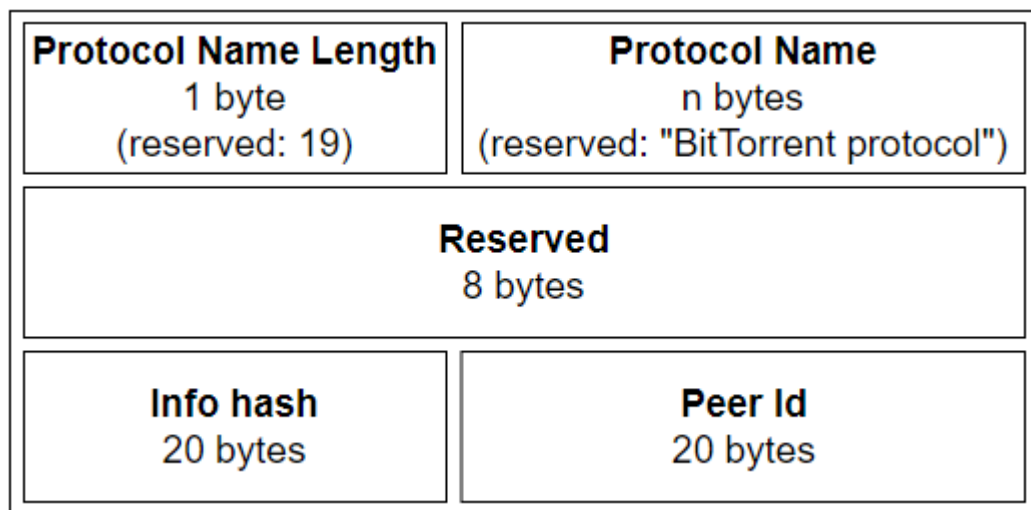 Protocol Name Length
1 byte
(reserved: 19)
Protocol Name
n bytes
(reserved: "BitTorrent protocol")
Reserved
8 bytes
Info hash
20 bytes
Peer Id
20 bytes